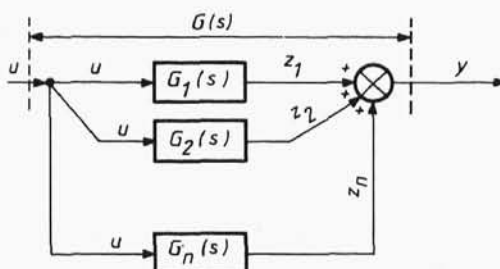 G(s)
u u G₁(s) z₁ + y
+
u G₂(s) z₂ +
zₙ
u Gₙ(s)